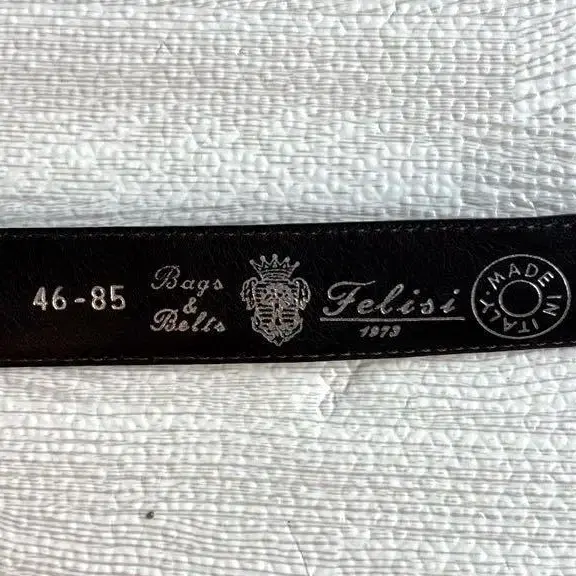 46-85
Bags
&
Belts
Felisi
1973
MADE IN ITALY